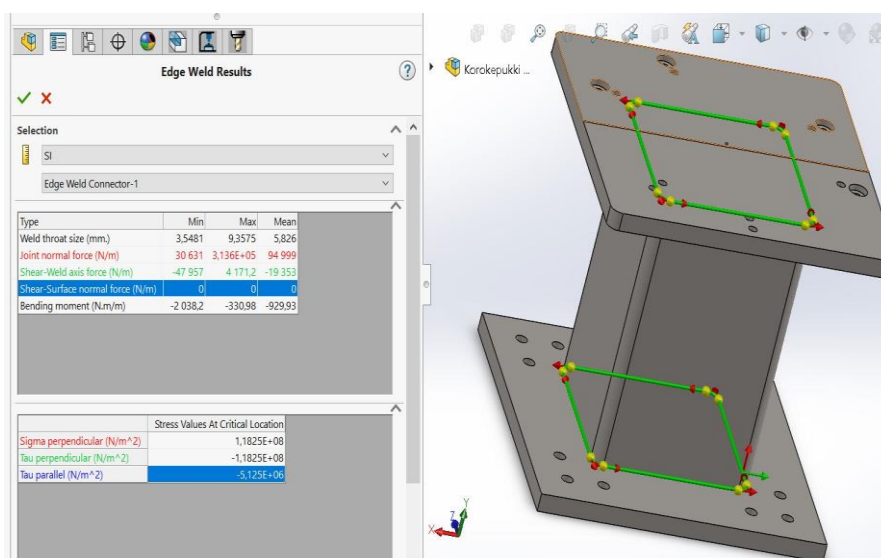 Edge Weld Results
?
Korokepukki ...
Selection
SI
Edge Weld Connector-1
Type Min Max Mean
Weld throat size (mm.) 3,5481 9,3575 5,826
Joint normal force (N/m) 30 631 3,136E+05 94 999
Shear-Weld axis force (N/m) -47 957 4 171,2 -19 353
Shear-Surface normal force (N/m) 0 0 0
Bending moment (N.m/m) -2 038,2 -330,98 -929,93
Stress Values At Critical Location
Sigma perpendicular (N/m^2) 1,1825E+08
Tau perpendicular (N/m^2) -1,1825E+08
Tau parallel (N/m^2) -5,125E+06
Y
Z
X